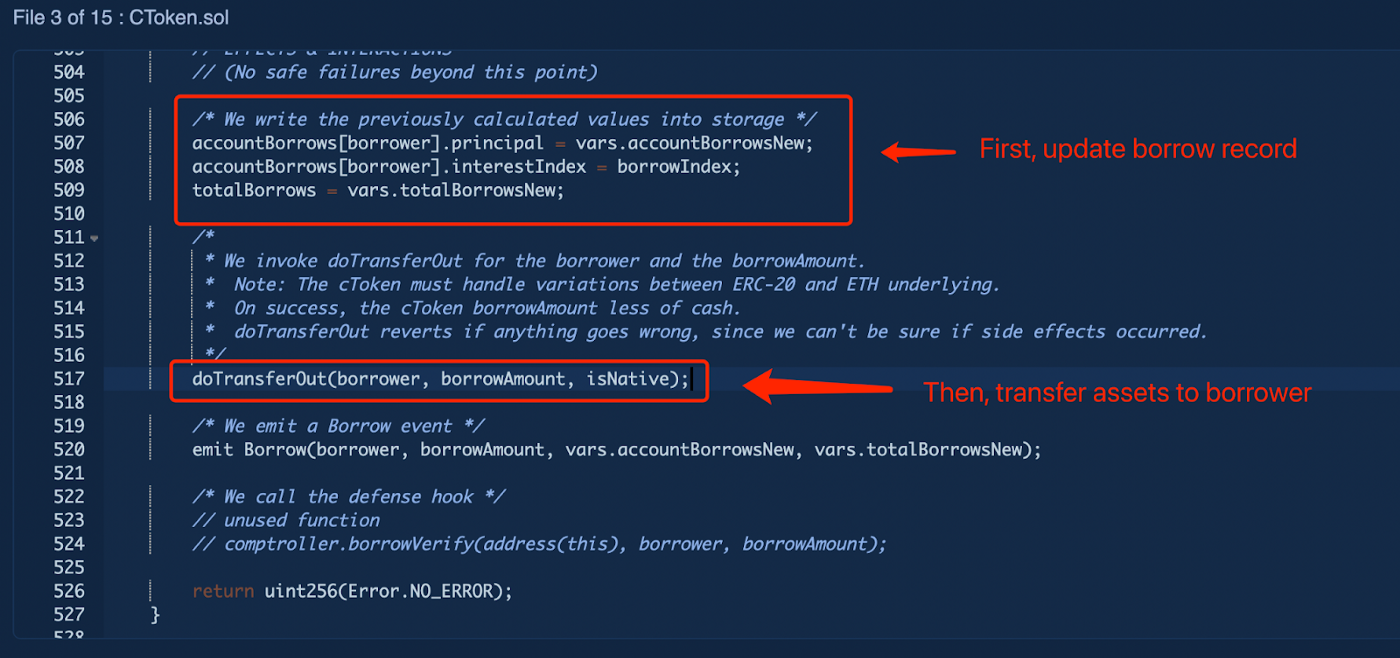 File 3 of 15 : CToken.sol
503 // EFFECTS & INTERACTIONS
504 // (No safe failures beyond this point)
505
506 /* We write the previously calculated values into storage */
507 accountBorrows[borrower].principal = vars.accountBorrowsNew;
First, update borrow record
508 accountBorrows[borrower].interestIndex = borrowIndex;
509 totalBorrows = vars.totalBorrowsNew;
510
511 /*
512 * We invoke doTransferOut for the borrower and the borrowAmount.
513 * Note: The cToken must handle variations between ERC-20 and ETH underlying.
514 * On success, the cToken borrowAmount less of cash.
515 * doTransferOut reverts if anything goes wrong, since we can't be sure if side effects occurred.
516 */
517 doTransferOut(borrower, borrowAmount, isNative);
Then, transfer assets to borrower
518
519 /* We emit a Borrow event */
520 emit Borrow(borrower, borrowAmount, vars.accountBorrowsNew, vars.totalBorrowsNew);
521
522 /* We call the defense hook */
523 // unused function
524 // comptroller.borrowVerify(address(this), borrower, borrowAmount);
525
526 return uint256(Error.NO_ERROR);
527 }
528